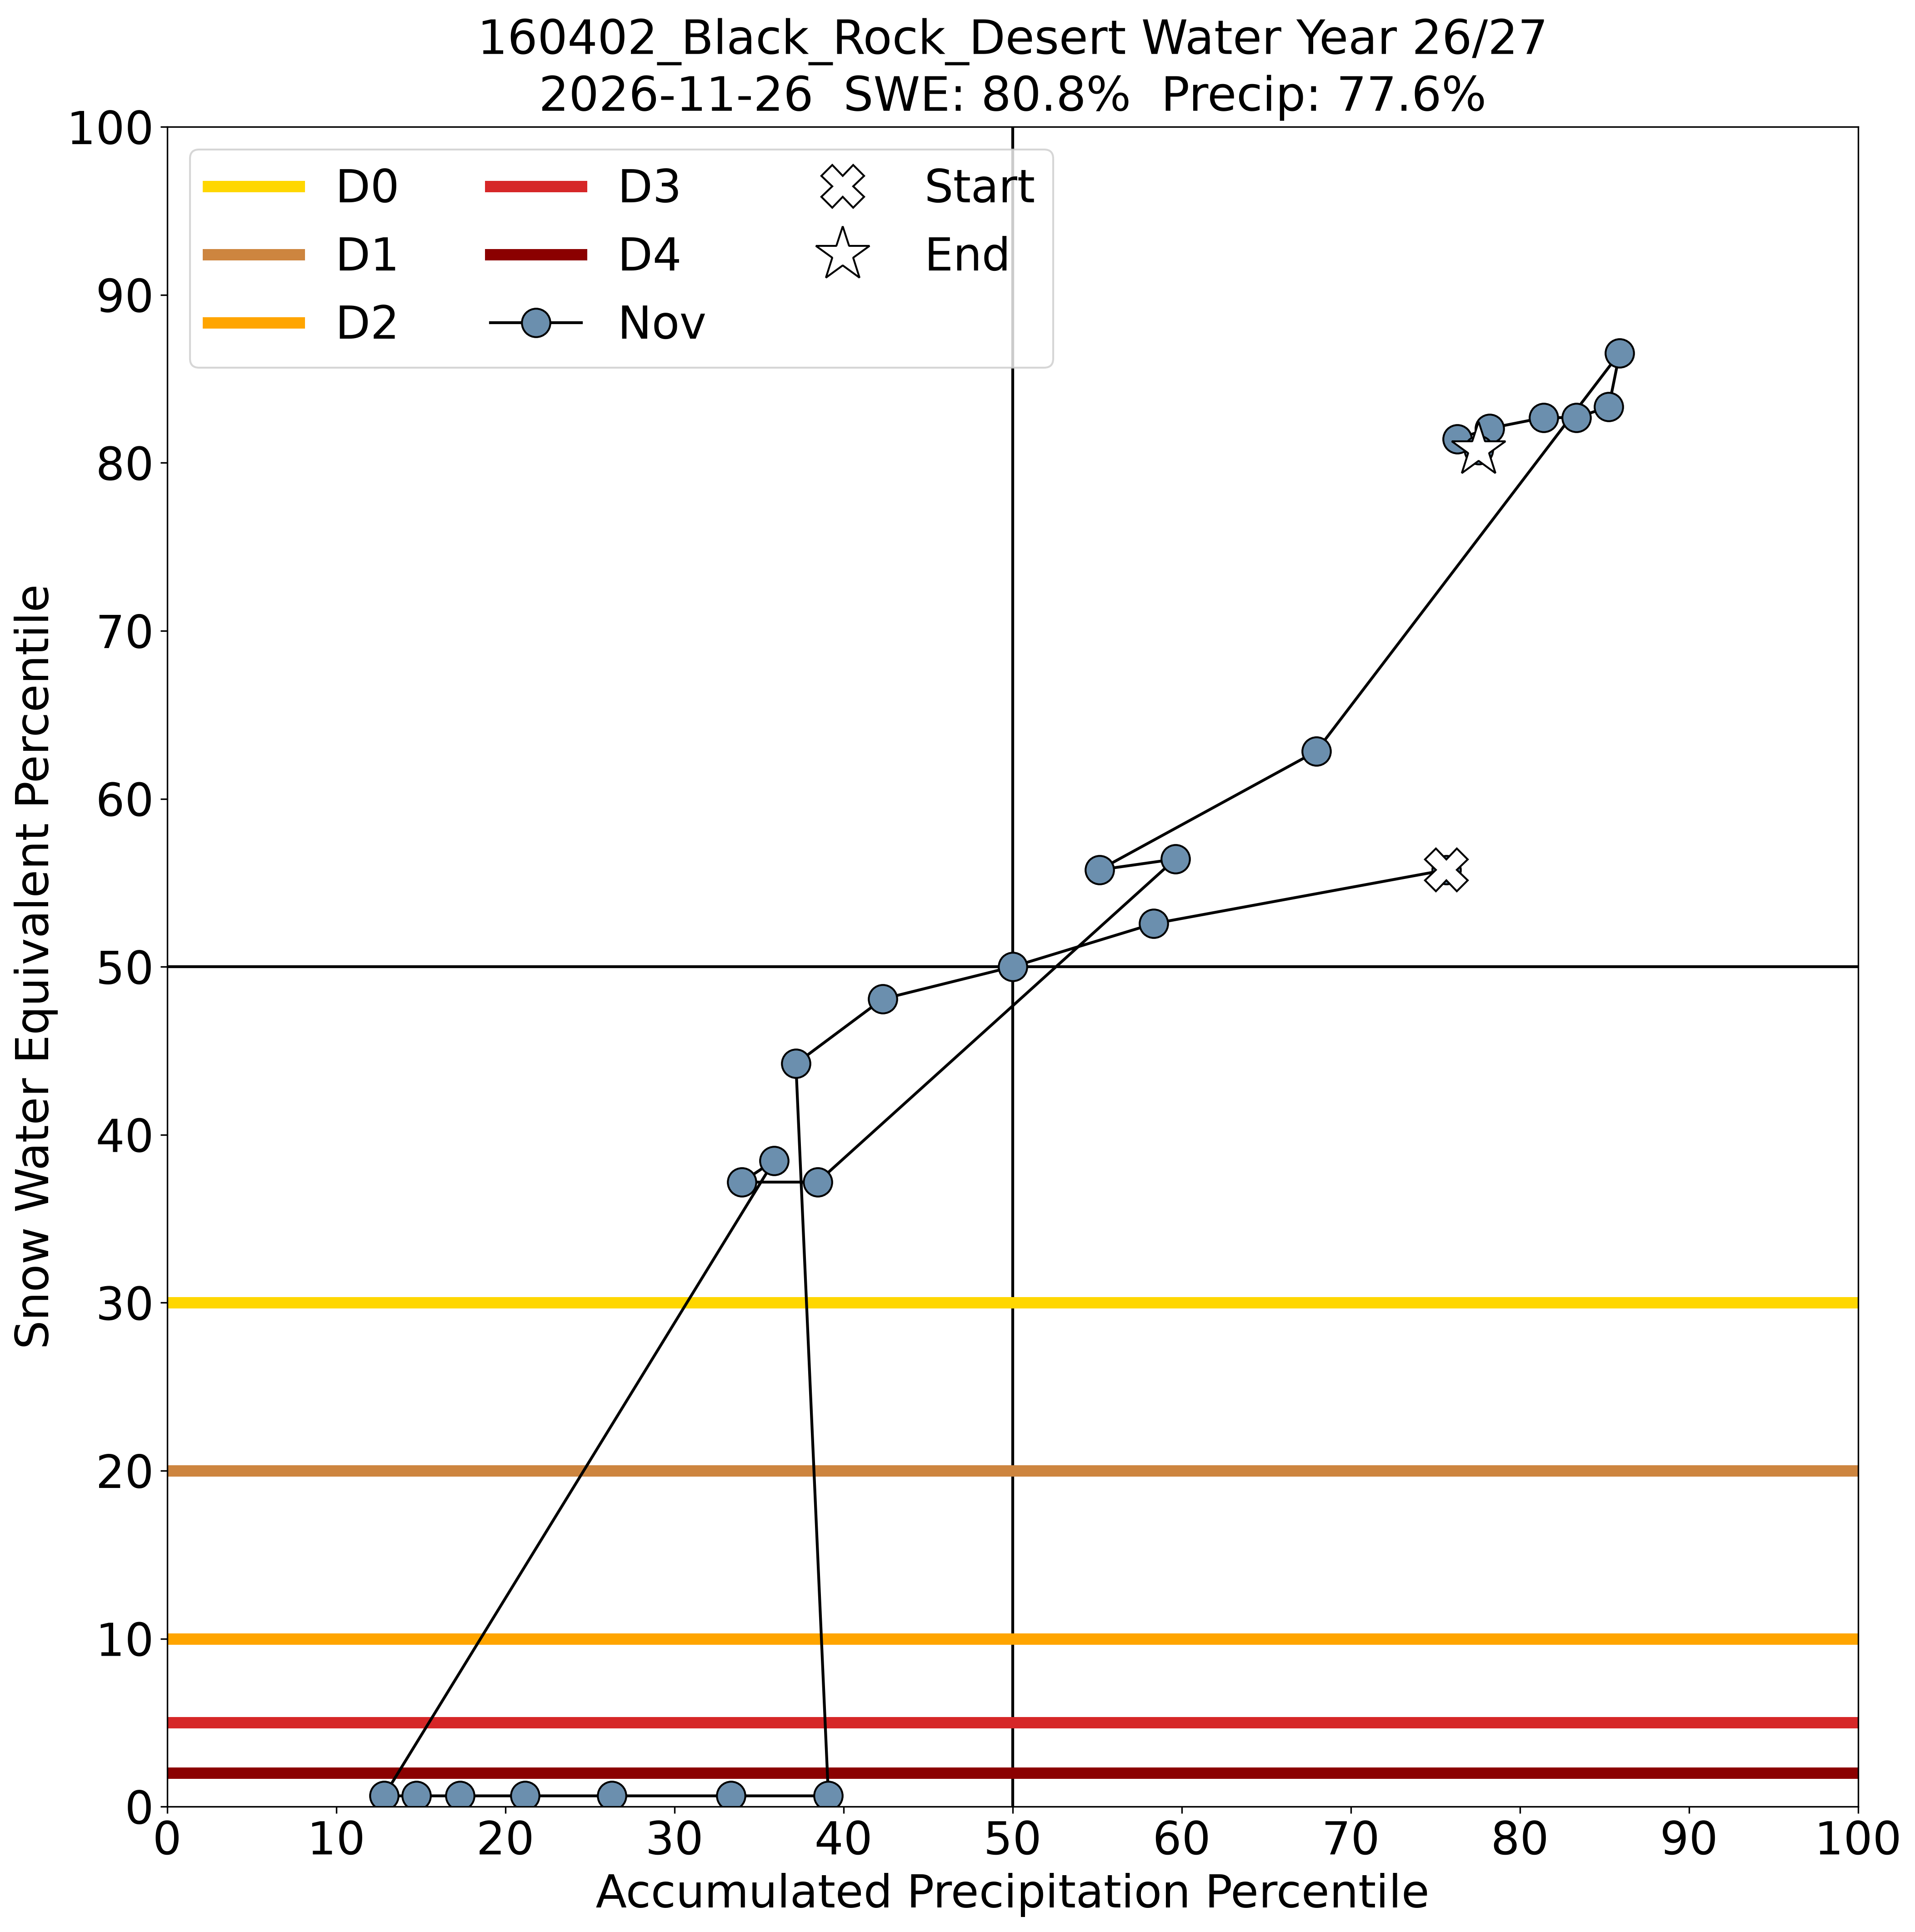 160402_Black_Rock_Desert Water Year 26/27
2026-11-26 SWE: 80.8% Precip: 77.6%
100
90
80
70
60
50
40
30
20
10
0
D0
D1
D2
D3
D4
Nov
Start
End
Snow Water Equivalent Percentile
0 10 20 30 40 50 60 70 80 90 100
Accumulated Precipitation Percentile